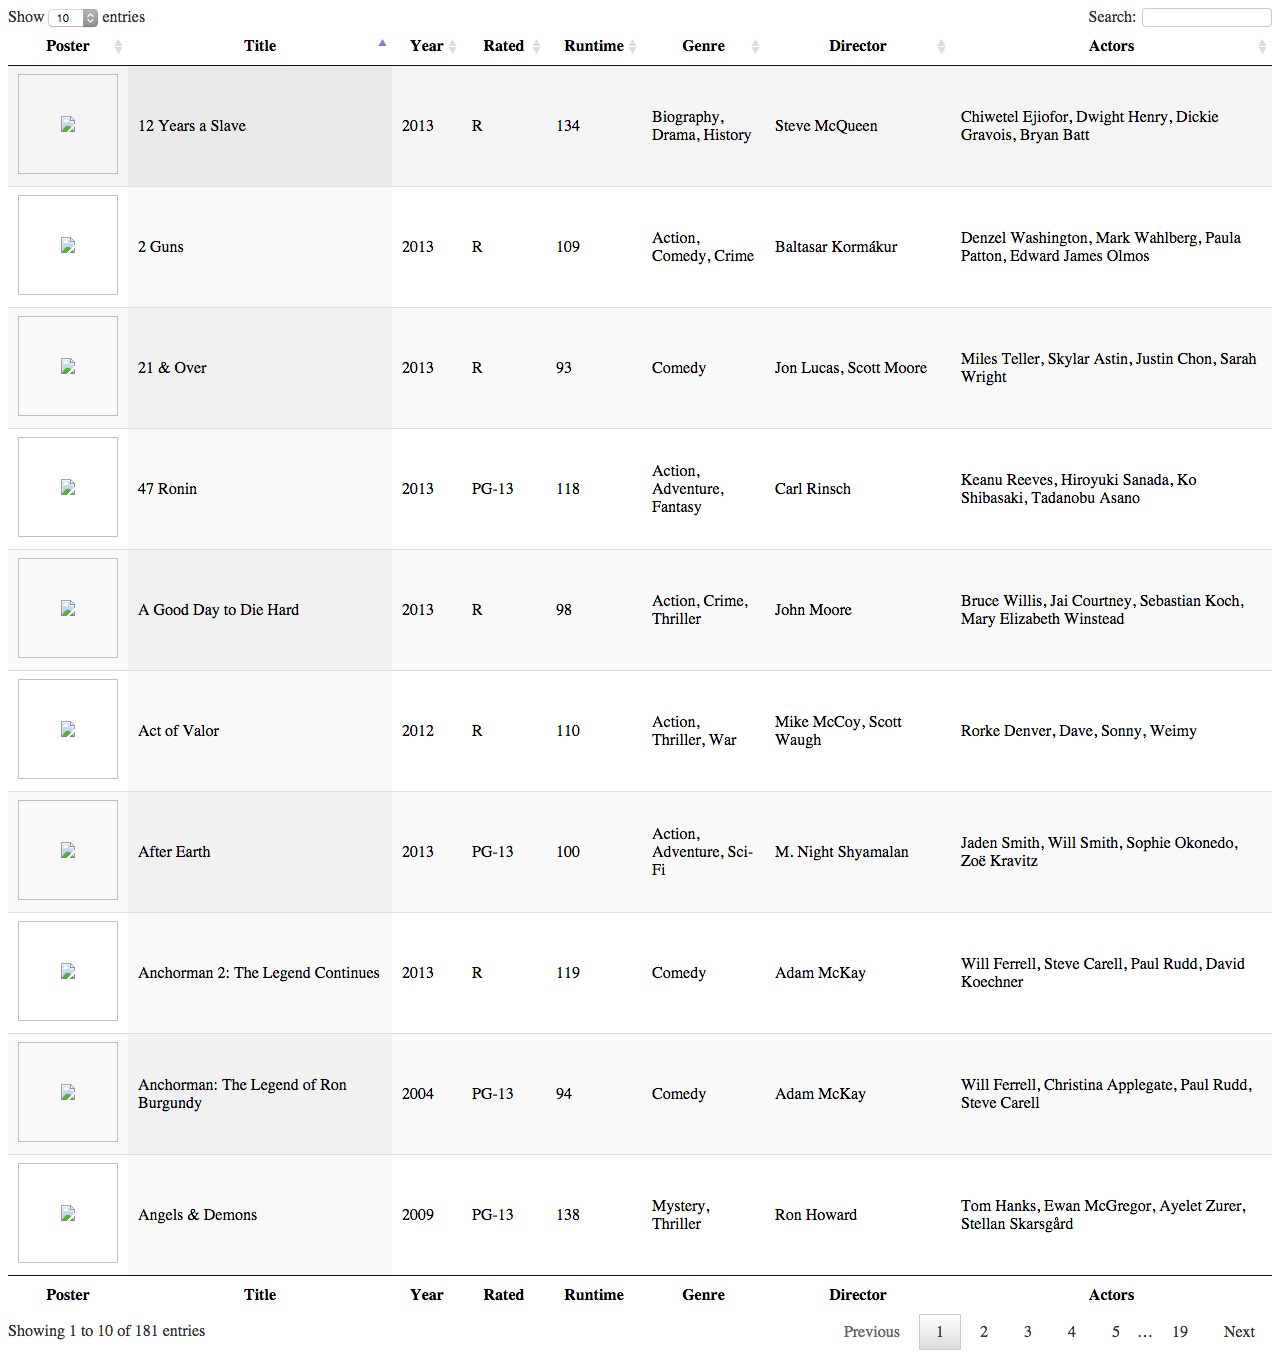 Show 10 entries Search:
Poster Title Year Rated Runtime Genre Director Actors
12 Years a Slave 2013 R 134 Biography, Drama, History Steve McQueen Chiwetel Ejiofor, Dwight Henry, Dickie Gravois, Bryan Batt
2 Guns 2013 R 109 Action, Comedy, Crime Baltasar Kormákur Denzel Washington, Mark Wahlberg, Paula Patton, Edward James Olmos
21 & Over 2013 R 93 Comedy Jon Lucas, Scott Moore Miles Teller, Skylar Astin, Justin Chon, Sarah Wright
47 Ronin 2013 PG-13 118 Action, Adventure, Fantasy Carl Rinsch Keanu Reeves, Hiroyuki Sanada, Ko Shibasaki, Tadanobu Asano
A Good Day to Die Hard 2013 R 98 Action, Crime, Thriller John Moore Bruce Willis, Jai Courtney, Sebastian Koch, Mary Elizabeth Winstead
Act of Valor 2012 R 110 Action, Thriller, War Mike McCoy, Scott Waugh Rorke Denver, Dave, Sonny, Weimy
After Earth 2013 PG-13 100 Action, Adventure, Sci-Fi M. Night Shyamalan Jaden Smith, Will Smith, Sophie Okonedo, Zoë Kravitz
Anchorman 2: The Legend Continues 2013 R 119 Comedy Adam McKay Will Ferrell, Steve Carell, Paul Rudd, David Koechner
Anchorman: The Legend of Ron Burgundy 2004 PG-13 94 Comedy Adam McKay Will Ferrell, Christina Applegate, Paul Rudd, Steve Carell
Angels & Demons 2009 PG-13 138 Mystery, Thriller Ron Howard Tom Hanks, Ewan McGregor, Ayelet Zurer, Stellan Skarsgård
Poster Title Year Rated Runtime Genre Director Actors
Showing 1 to 10 of 181 entries Previous 1 2 3 4 5 … 19 Next